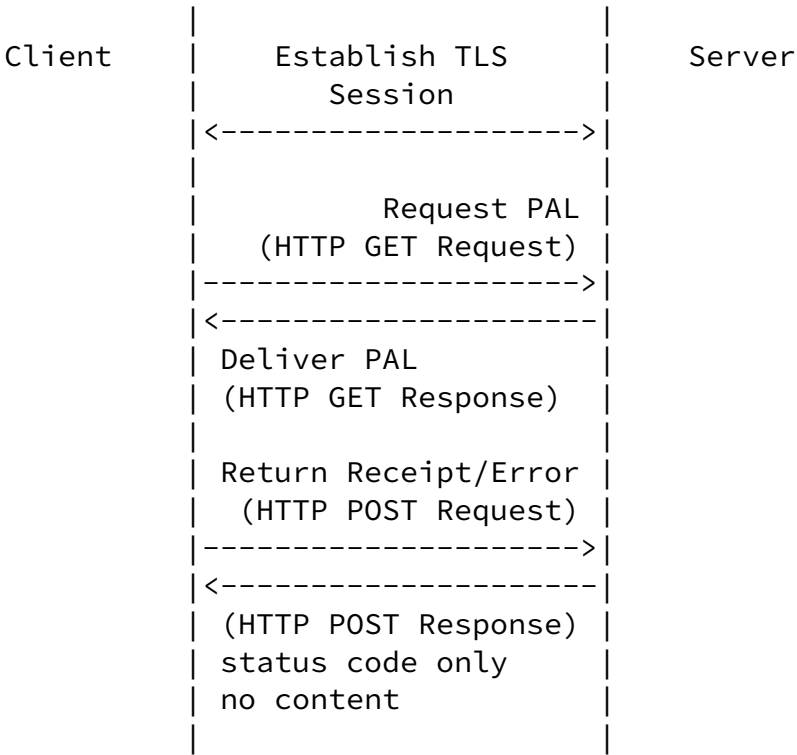 Client Establish TLS Server
Session
Request PAL
(HTTP GET Request)
Deliver PAL
(HTTP GET Response)
Return Receipt/Error
(HTTP POST Request)
(HTTP POST Response)
status code only
no content